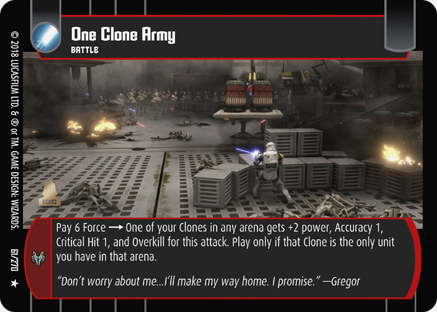 One Clone Army
BATTLE
Pay 6 Force → One of your Clones in any arena gets +2 power, Accuracy 1,
Critical Hit 1, and Overkill for this attack. Play only if that Clone is the only unit
you have in that arena.
"Don't worry about me...I'll make my way home. I promise." —Gregor
© 2018 LUCASFILM LTD. & ® or TM. GAME DESIGN: WIZARDS.